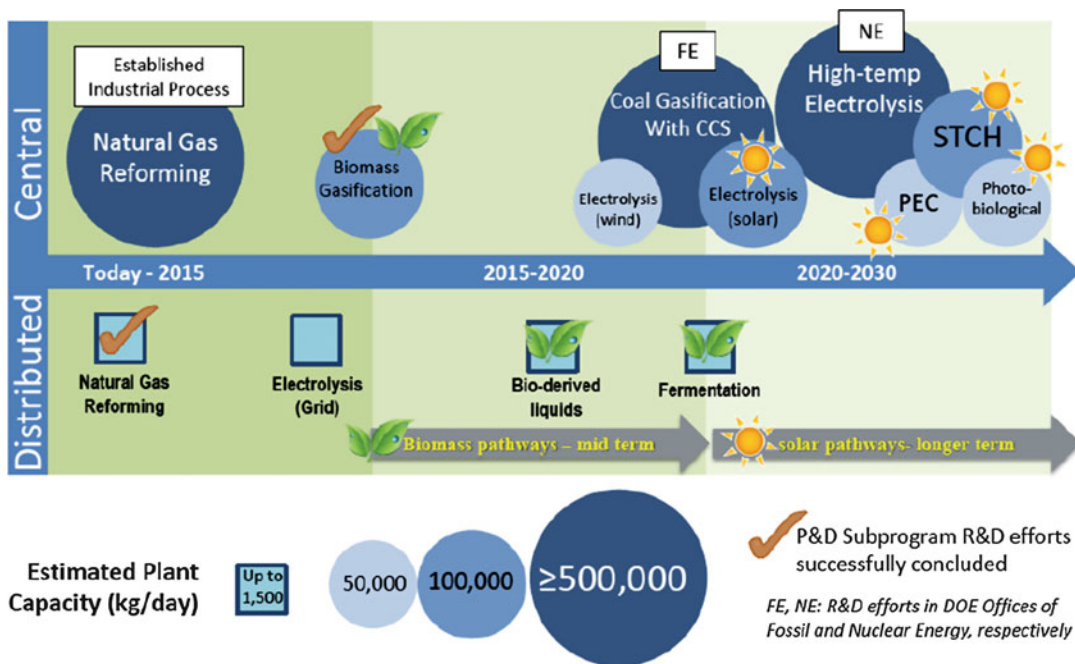 Central
Established
Industrial Process
Natural Gas
Reforming
Biomass
Gasification
FE
Coal Gasification
With CCS
Electrolysis
(wind)
Electrolysis
(solar)
NE
High-temp
Electrolysis
STCH
PEC
Photo-
biological
Today - 2015
2015-2020
2020-2030
Distributed
Natural Gas
Reforming
Electrolysis
(Grid)
Bio-derived
liquids
Fermentation
Biomass pathways – mid term
solar pathways- longer term
Estimated Plant
Capacity (kg/day)
Up to
1,500
50,000
100,000
≥500,000
P&D Subprogram R&D efforts
successfully concluded
FE, NE: R&D efforts in DOE Offices of
Fossil and Nuclear Energy, respectively